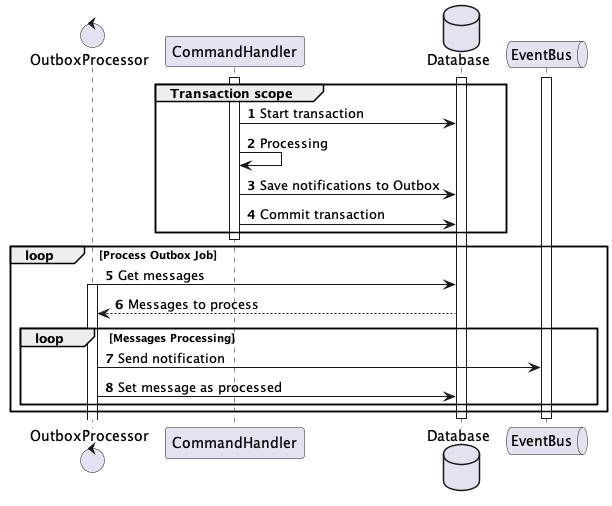 OutboxProcessor
CommandHandler
Database
EventBus
Transaction scope
1 Start transaction
2 Processing
3 Save notifications to Outbox
4 Commit transaction
loop [Process Outbox Job]
5 Get messages
6 Messages to process
loop [Messages Processing]
7 Send notification
8 Set message as processed
OutboxProcessor
CommandHandler
Database
EventBus